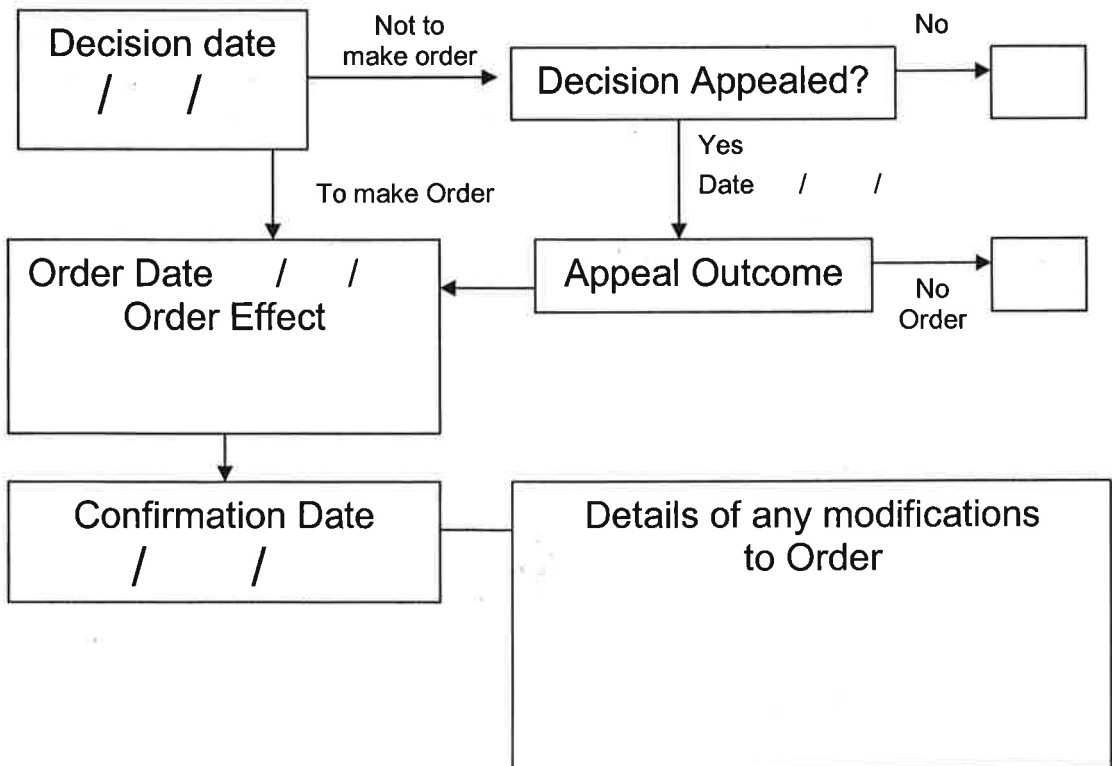 Decision date
/ /
Not to
make order
Decision Appealed?
No
Yes
Date / /
To make Order
Order Date / /
Order Effect
Appeal Outcome
No
Order
Confirmation Date
/ /
Details of any modifications
to Order